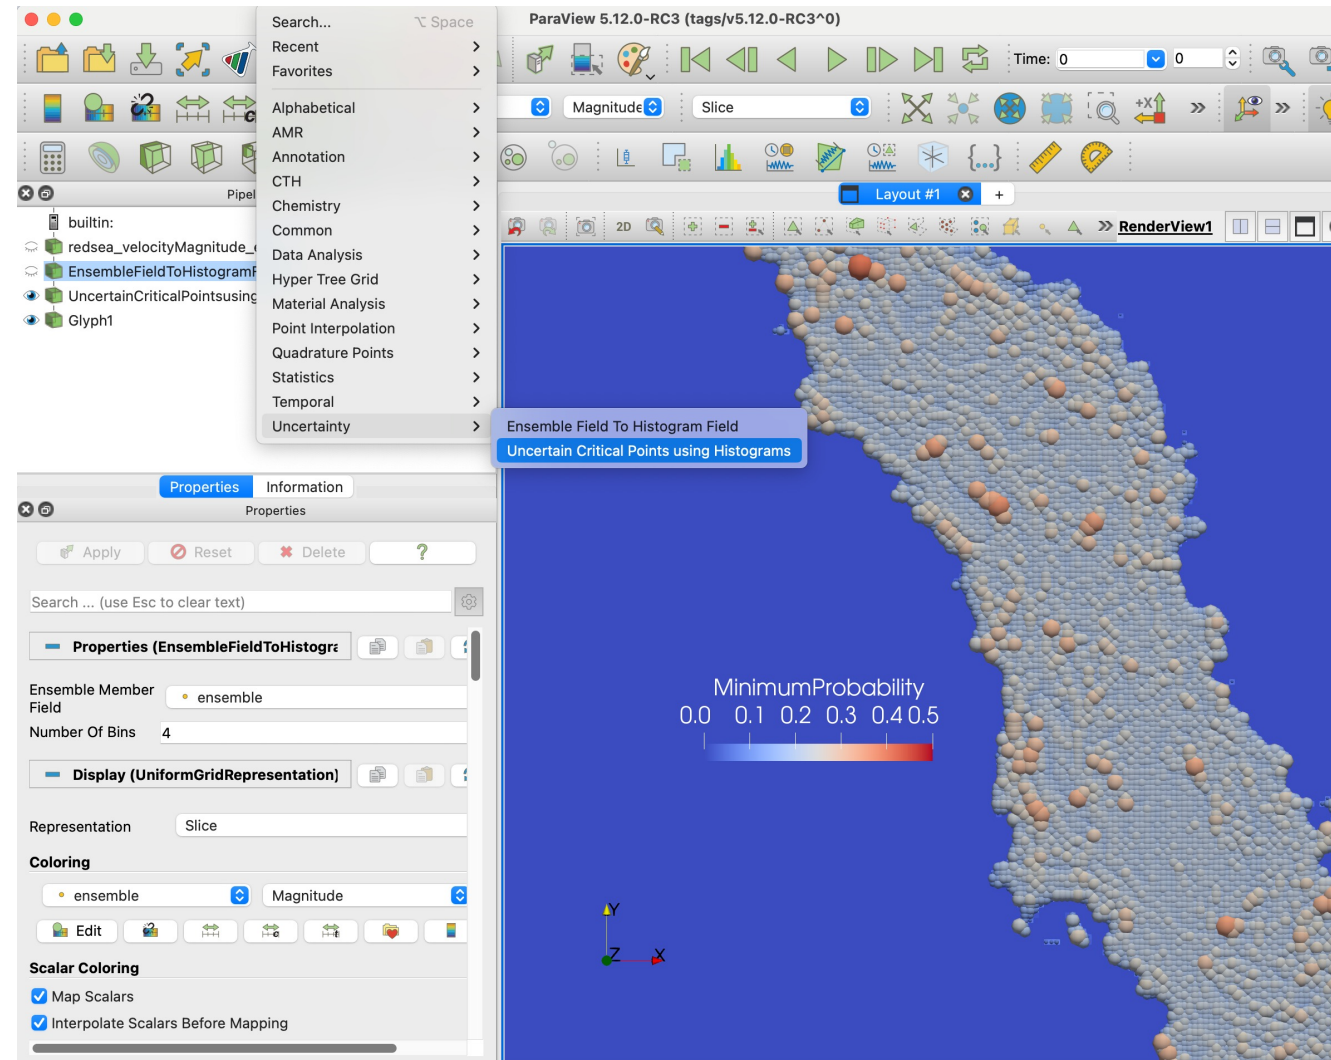 ParaView 5.12.0-RC3 (tags/v5.12.0-RC3^0)
Search... ⌥ Space
Recent
Favorites
Alphabetical
AMR
Annotation
CTH
Chemistry
Common
Data Analysis
Hyper Tree Grid
Material Analysis
Point Interpolation
Quadrature Points
Statistics
Temporal
Uncertainty
Ensemble Field To Histogram Field
Uncertain Critical Points using Histograms
Time: 0 0
Magnitude Slice +X
Layout #1 +
2D RenderView1
Pipel
builtin:
redsea_velocityMagnitude_e
EnsembleFieldToHistogramF
UncertainCriticalPointsusing
Glyph1
Properties Information
Properties
Apply Reset Delete ?
Search ... (use Esc to clear text)
Properties (EnsembleFieldToHistogra
Ensemble Member Field ensemble
Number Of Bins 4
Display (UniformGridRepresentation)
Representation Slice
Coloring
ensemble Magnitude
Edit
Scalar Coloring
Map Scalars
Interpolate Scalars Before Mapping
MinimumProbability
0.0 0.1 0.2 0.3 0.4 0.5
Y
Z X